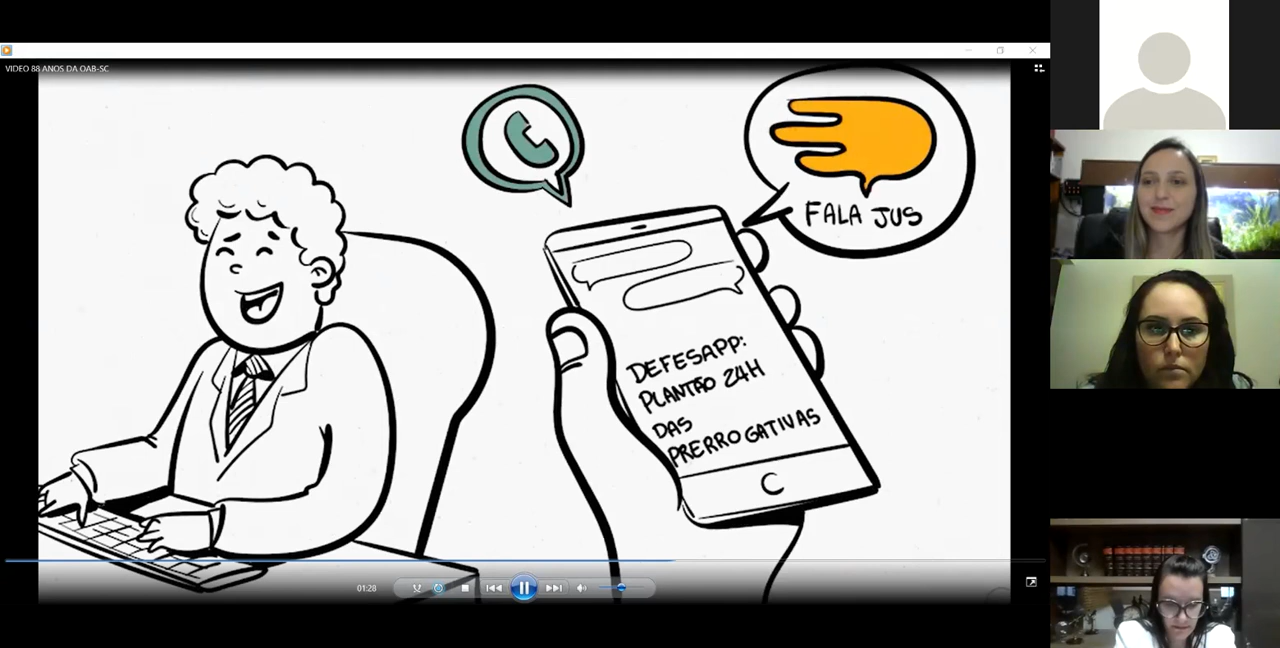 VIDEO 88 ANOS DA OAB-SC
FALA JUS
DEFESAPP:
PLANTÃO 24H
DAS
PRERROGATIVAS
01:28